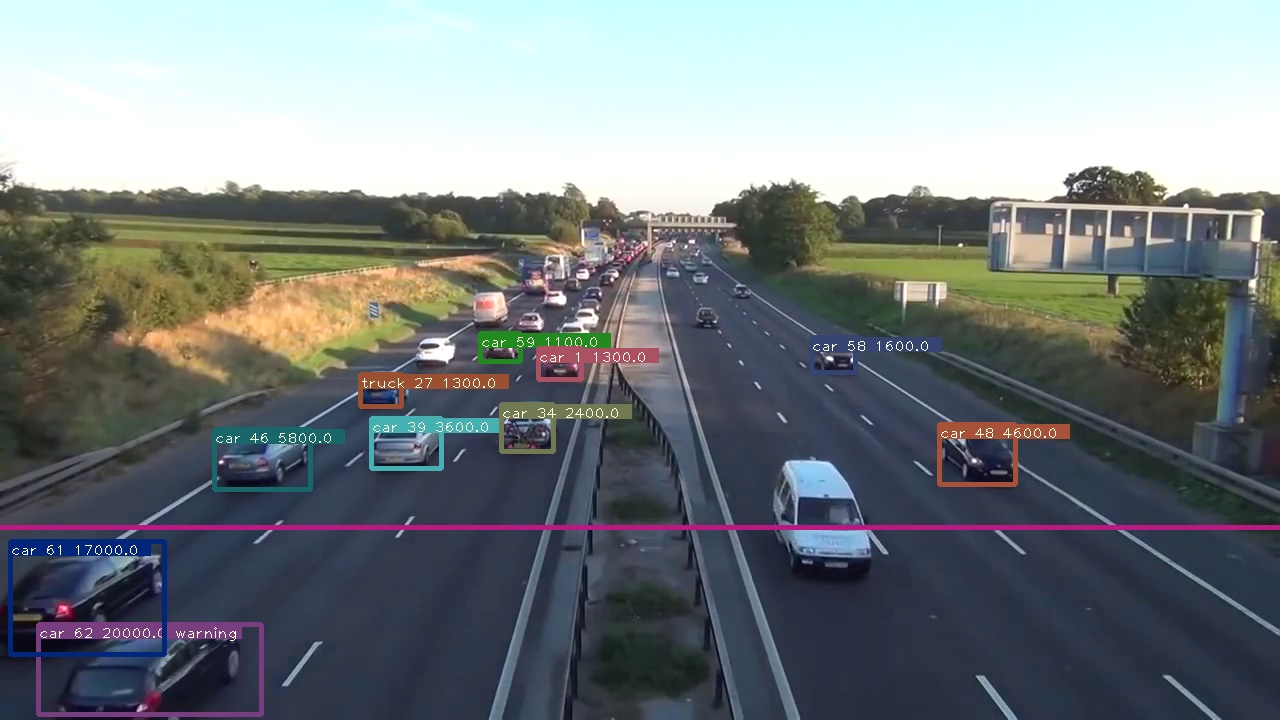 car 59 1100.0
car 58 1600.0
car 1 1300.0
truck 27 1300.0
car 34 2400.0
car 39 3600.0
car 48 4600.0
car 46 5800.0
car 61 17000.0
car 62 20000.0 warning